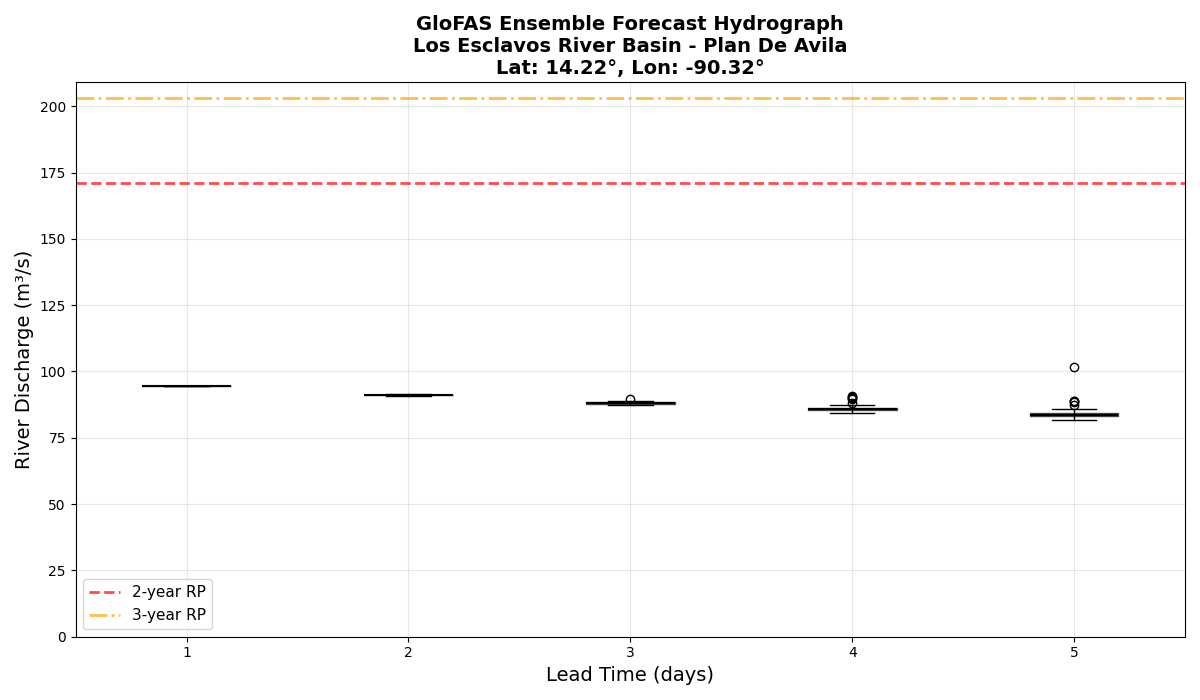 GloFAS Ensemble Forecast Hydrograph
Los Esclavos River Basin - Plan De Avila
Lat: 14.22°, Lon: -90.32°
River Discharge (m³/s)
200
175
150
125
100
75
50
25
0
2-year RP
3-year RP
1 2 3 4 5
Lead Time (days)